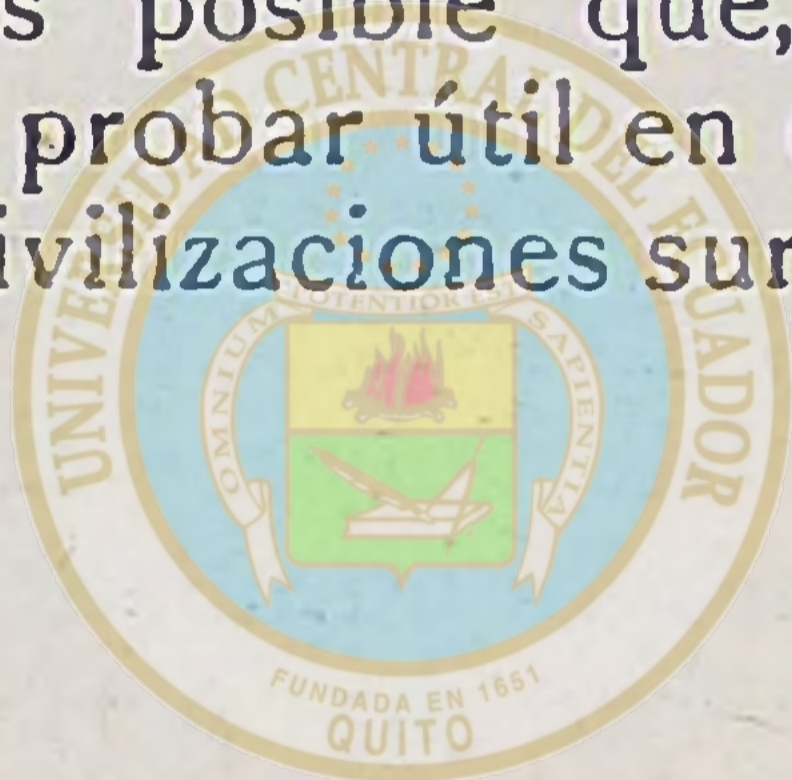 s posible que,
probar útil en
ivilizaciones sur
UNIVERSIDAD CENTRAL DEL ECUADOR
OMNIUM POTENTIOR EST SAPIENTIA
FUNDADA EN 1651
QUITO